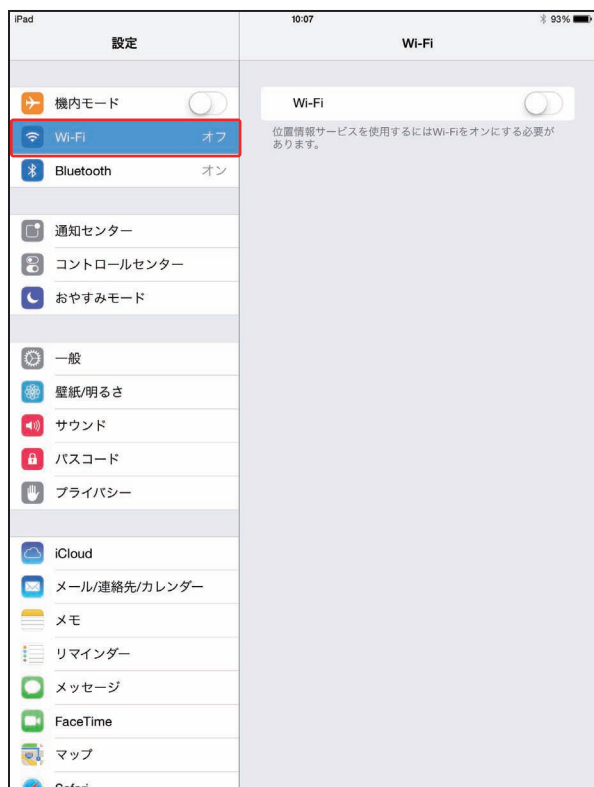 iPad 10:07 93%
設定
Wi-Fi
機内モード
Wi-Fi オフ
Bluetooth オン
通知センター
コントロールセンター
おやすみモード
一般
壁紙/明るさ
サウンド
パスコード
プライバシー
iCloud
メール/連絡先/カレンダー
メモ
リマインダー
メッセージ
FaceTime
マップ
Safari
Wi-Fi
位置情報サービスを使用するにはWi-Fiをオンにする必要が
あります。